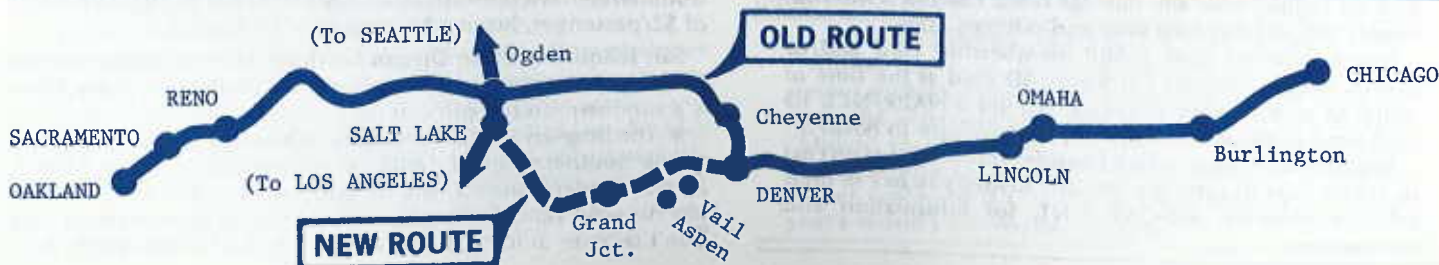 (To SEATTLE)
Ogden
OLD ROUTE
CHICAGO
RENO
OMAHA
SACRAMENTO
SALT LAKE
Cheyenne
Burlington
OAKLAND
(To LOS ANGELES)
DENVER
LINCOLN
NEW ROUTE
Grand
Jct.
Vail
Aspen